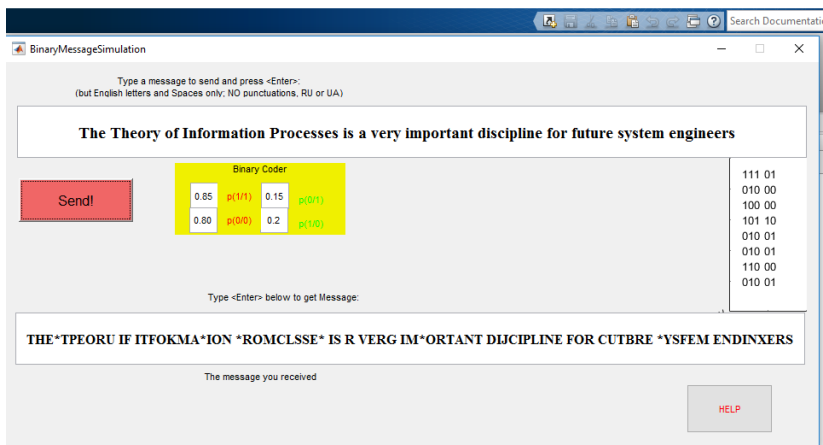 Search Documentati
BinaryMessageSimulation
Type a message to send and press <Enter>:
(but English letters and Spaces only; NO punctuations, RU or UA)
The Theory of Information Processes is a very important discipline for future system engineers
Binary Coder
Send!
0.85 p(1/1) 0.15 p(0/1)
0.80 p(0/0) 0.2 p(1/0)
111 01
010 00
100 00
101 10
010 01
010 01
110 00
010 01
Type <Enter> below to get Message:
THE*TPEORU IF ITFOKMA*ION *ROMCLSSE* IS R VERG IM*ORTANT DIJCIPLINE FOR CUTBRE *YSFEM ENDINXERS
The message you received
HELP